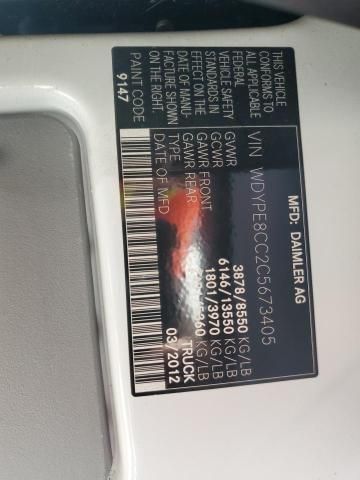 MFD: DAIMLER AG
VIN WDYPE8CC2C5673405
GVWR 3878/8550 KG/LB
GCWR 6146/13550 KG/LB
GAWR FRONT 1801/3970 KG/LB
GAWR REAR KG/LB
TYPE TRUCK
DATE OF MFD 03/2012
THIS VEHICLE
CONFORMS TO
ALL APPLICABLE
FEDERAL
VEHICLE SAFETY
STANDARDS IN
EFFECT ON THE
DATE OF MANU-
FACTURE SHOWN
ON THE RIGHT
PAINT CODE
9147